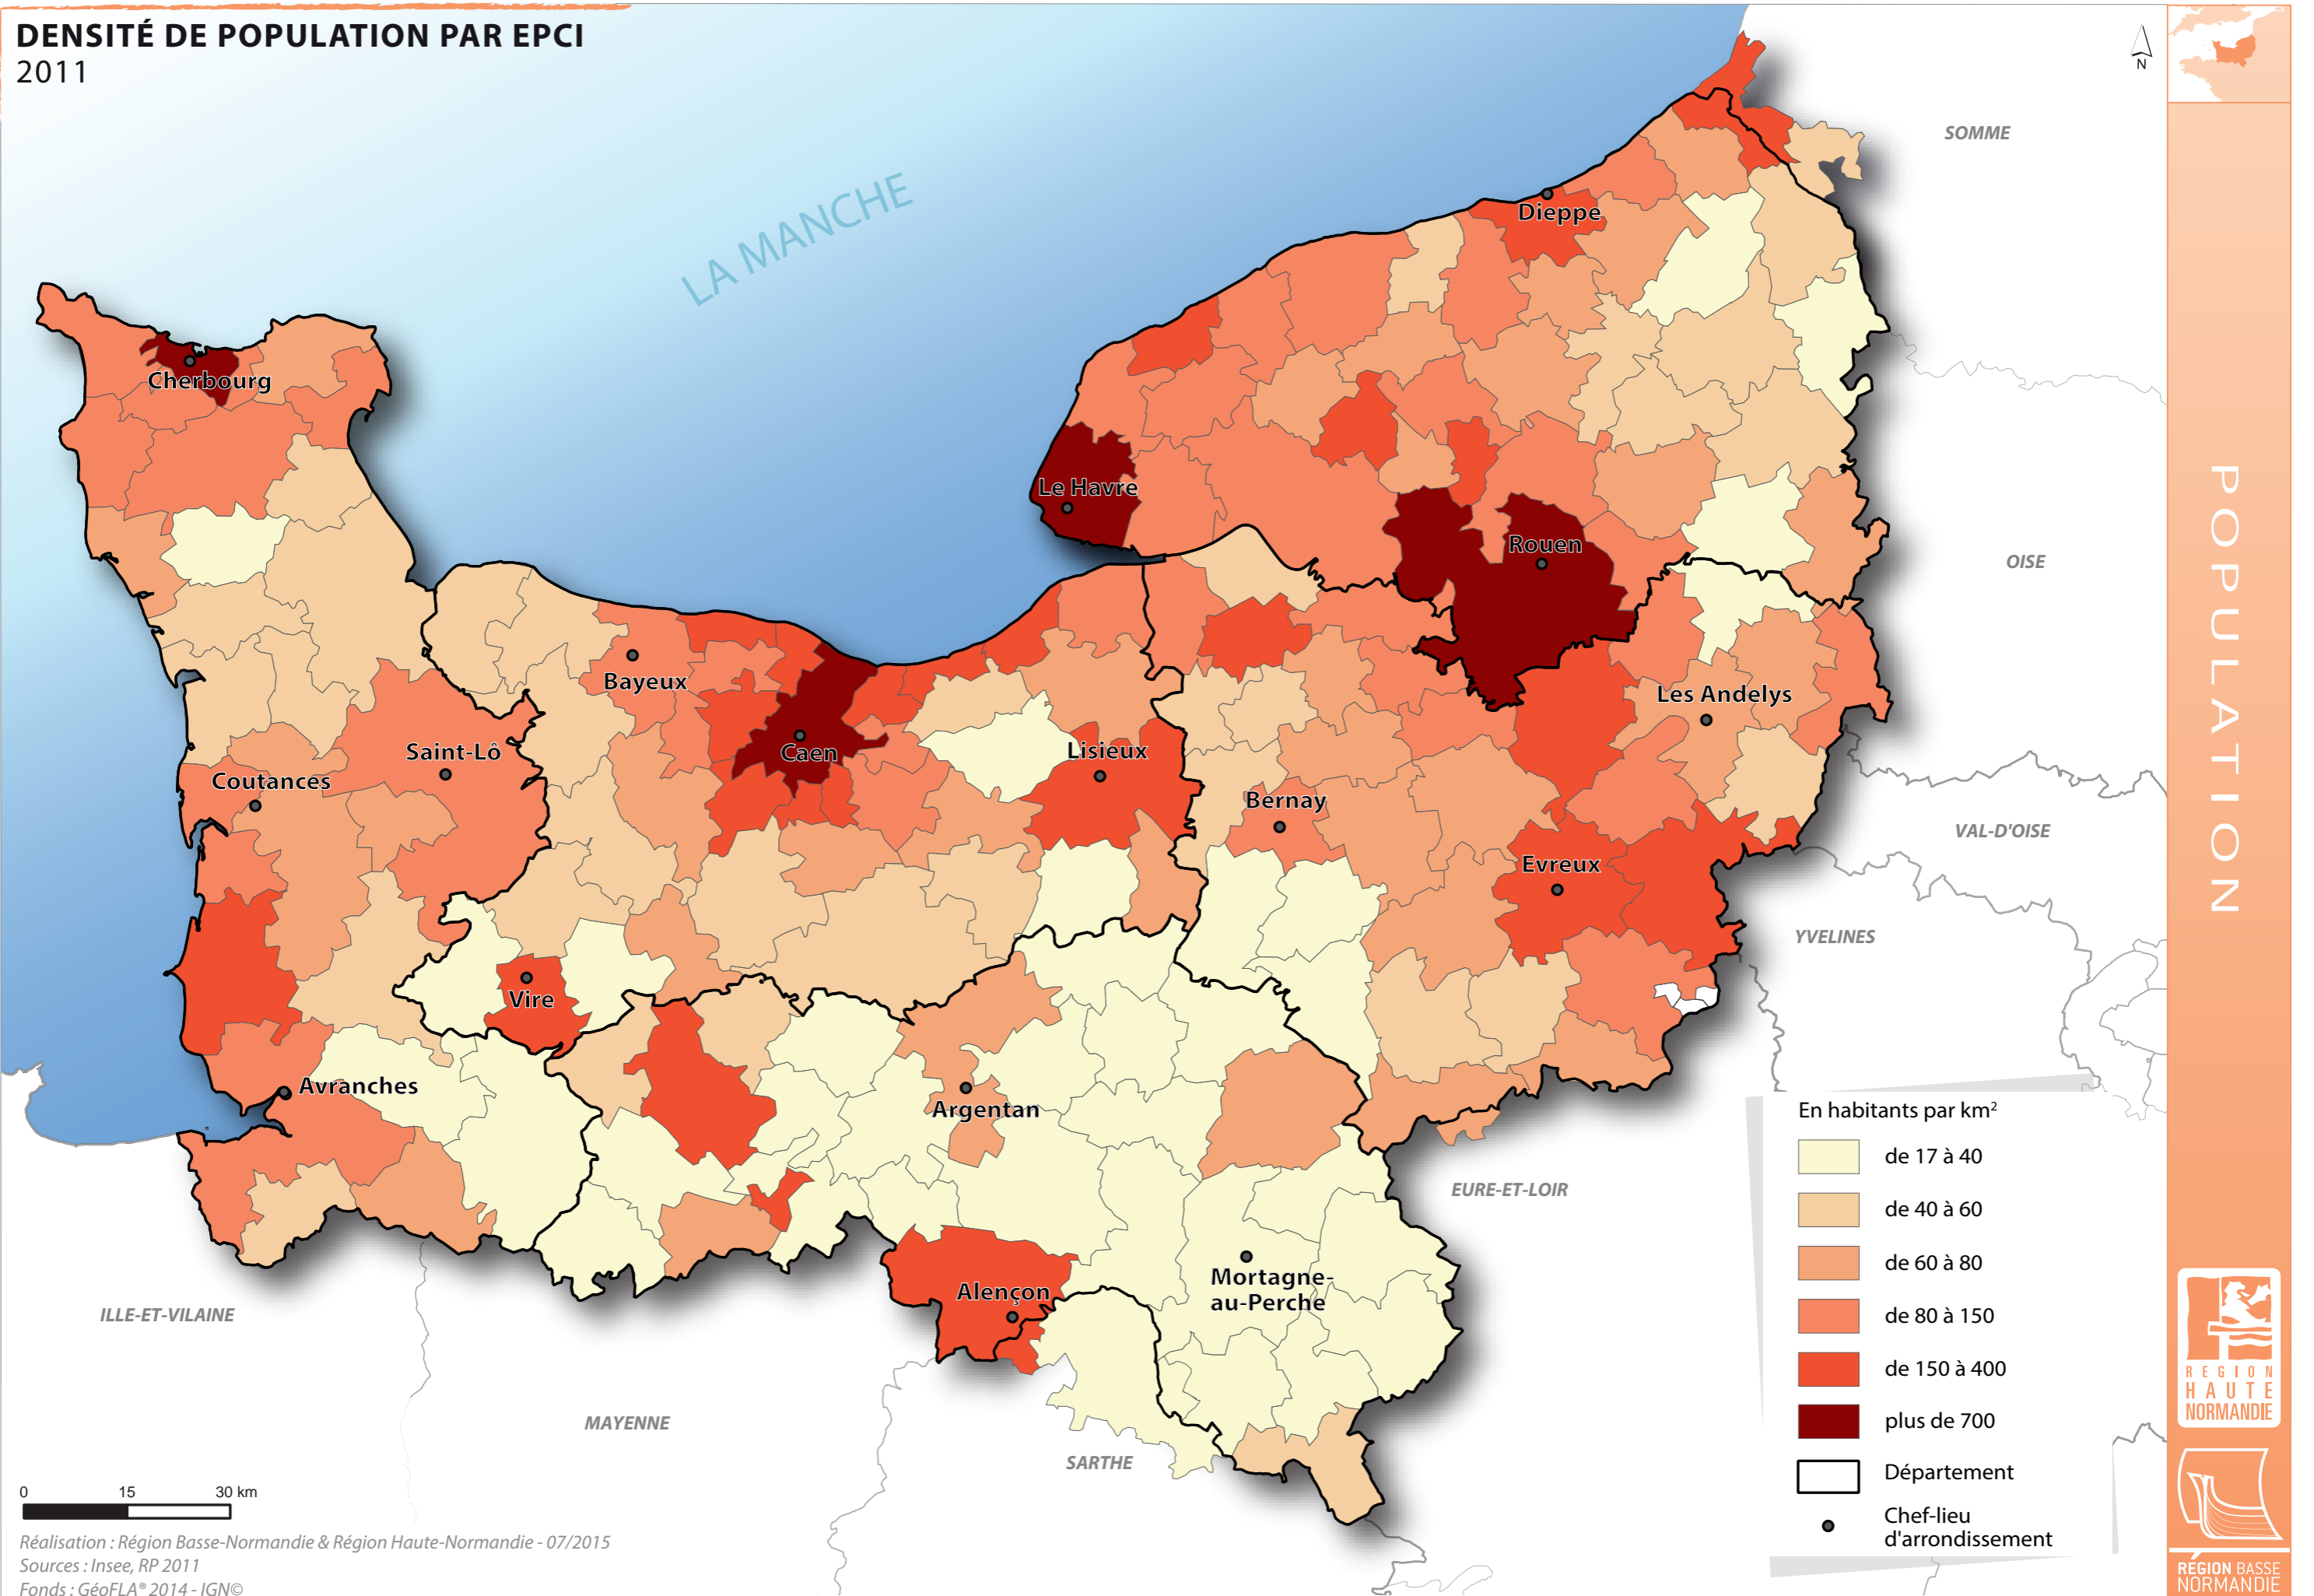 DENSITÉ DE POPULATION PAR EPCI
2011
N
SOMME
LA MANCHE
Dieppe
Cherbourg
Le Havre
Rouen
OISE
Bayeux
Les Andelys
Saint-Lô
Caen
Lisieux
Coutances
Bernay
VAL-D'OISE
Evreux
YVELINES
Vire
Avranches
Argentan
EURE-ET-LOIR
Alençon
Mortagne-
au-Perche
ILLE-ET-VILAINE
MAYENNE
SARTHE
En habitants par km²
de 17 à 40
de 40 à 60
de 60 à 80
de 80 à 150
de 150 à 400
plus de 700
Département
Chef-lieu
d'arrondissement
0 15 30 km
Réalisation : Région Basse-Normandie & Région Haute-Normandie - 07/2015
Sources : Insee, RP 2011
Fonds : GéoFLA® 2014 - IGN©
POPULATION
REGION
HAUTE
NORMANDIE
RÉGION BASSE
NORMANDIE